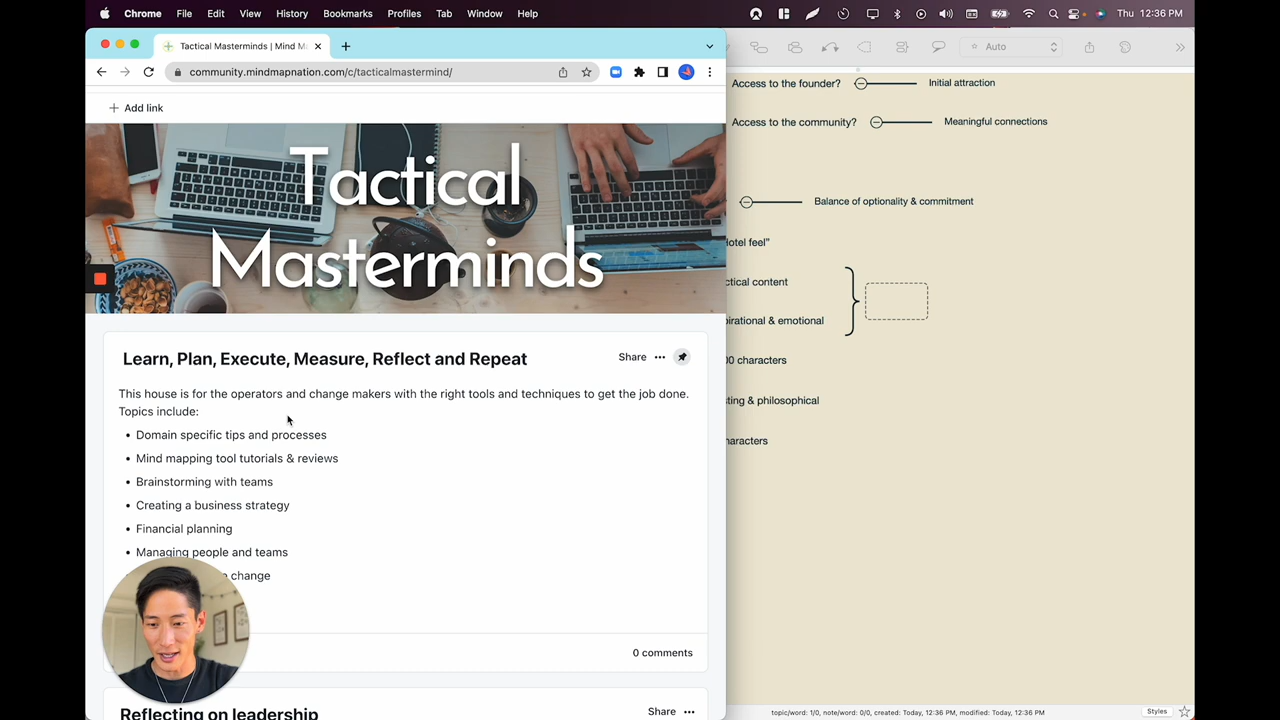 Chrome File Edit View History Bookmarks Profiles Tab Window Help
Thu 12:36 PM
Tactical Masterminds | Mind M
community.mindmapnation.com/c/tacticalmastermind/
Add link
Tactical
Masterminds
Learn, Plan, Execute, Measure, Reflect and Repeat
Share
This house is for the operators and change makers with the right tools and techniques to get the job done.
Topics include:
• Domain specific tips and processes
• Mind mapping tool tutorials & reviews
• Brainstorming with teams
• Creating a business strategy
• Financial planning
• Managing people and teams
change
0 comments
Reflecting on leadership
Share
Auto
Access to the founder?
Initial attraction
Access to the community?
Meaningful connections
Balance of optionality & commitment
otel feel"
ctical content
pirational & emotional
00 characters
sting & philosophical
haracters
topic/word: 1/0, note/word: 0/0, created: Today, 12:36 PM, modified: Today, 12:36 PM
Styles